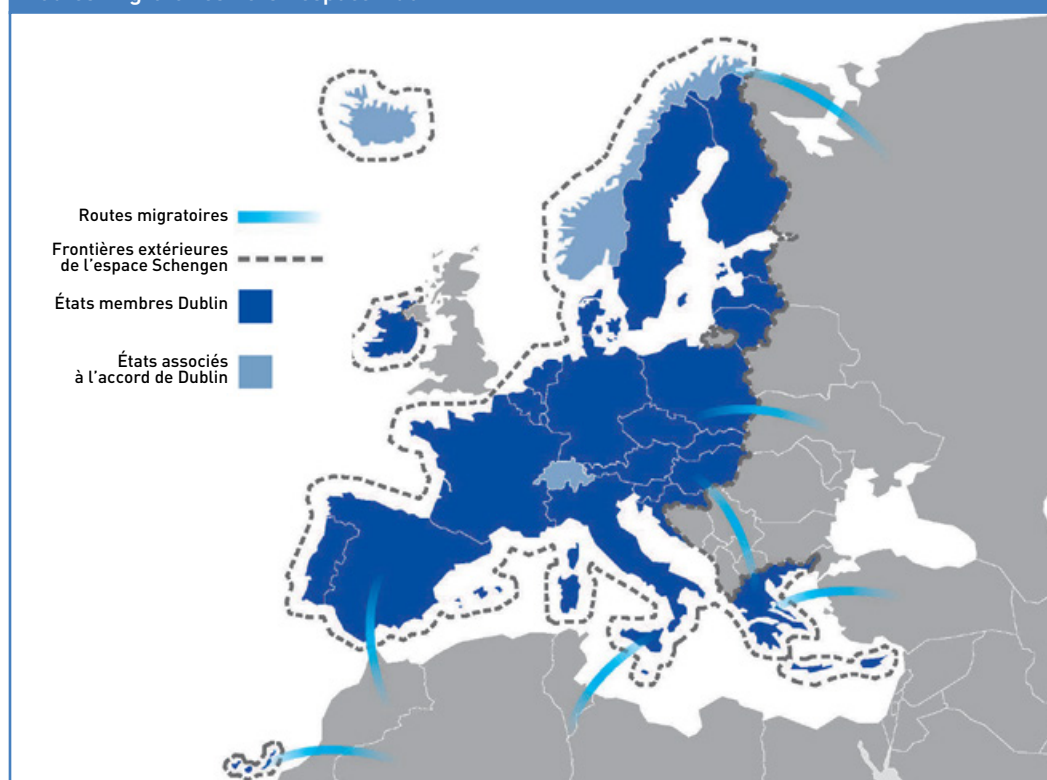 Routes migratoires
Frontières extérieures
de l'espace Schengen
États membres Dublin
États associés
à l'accord de Dublin